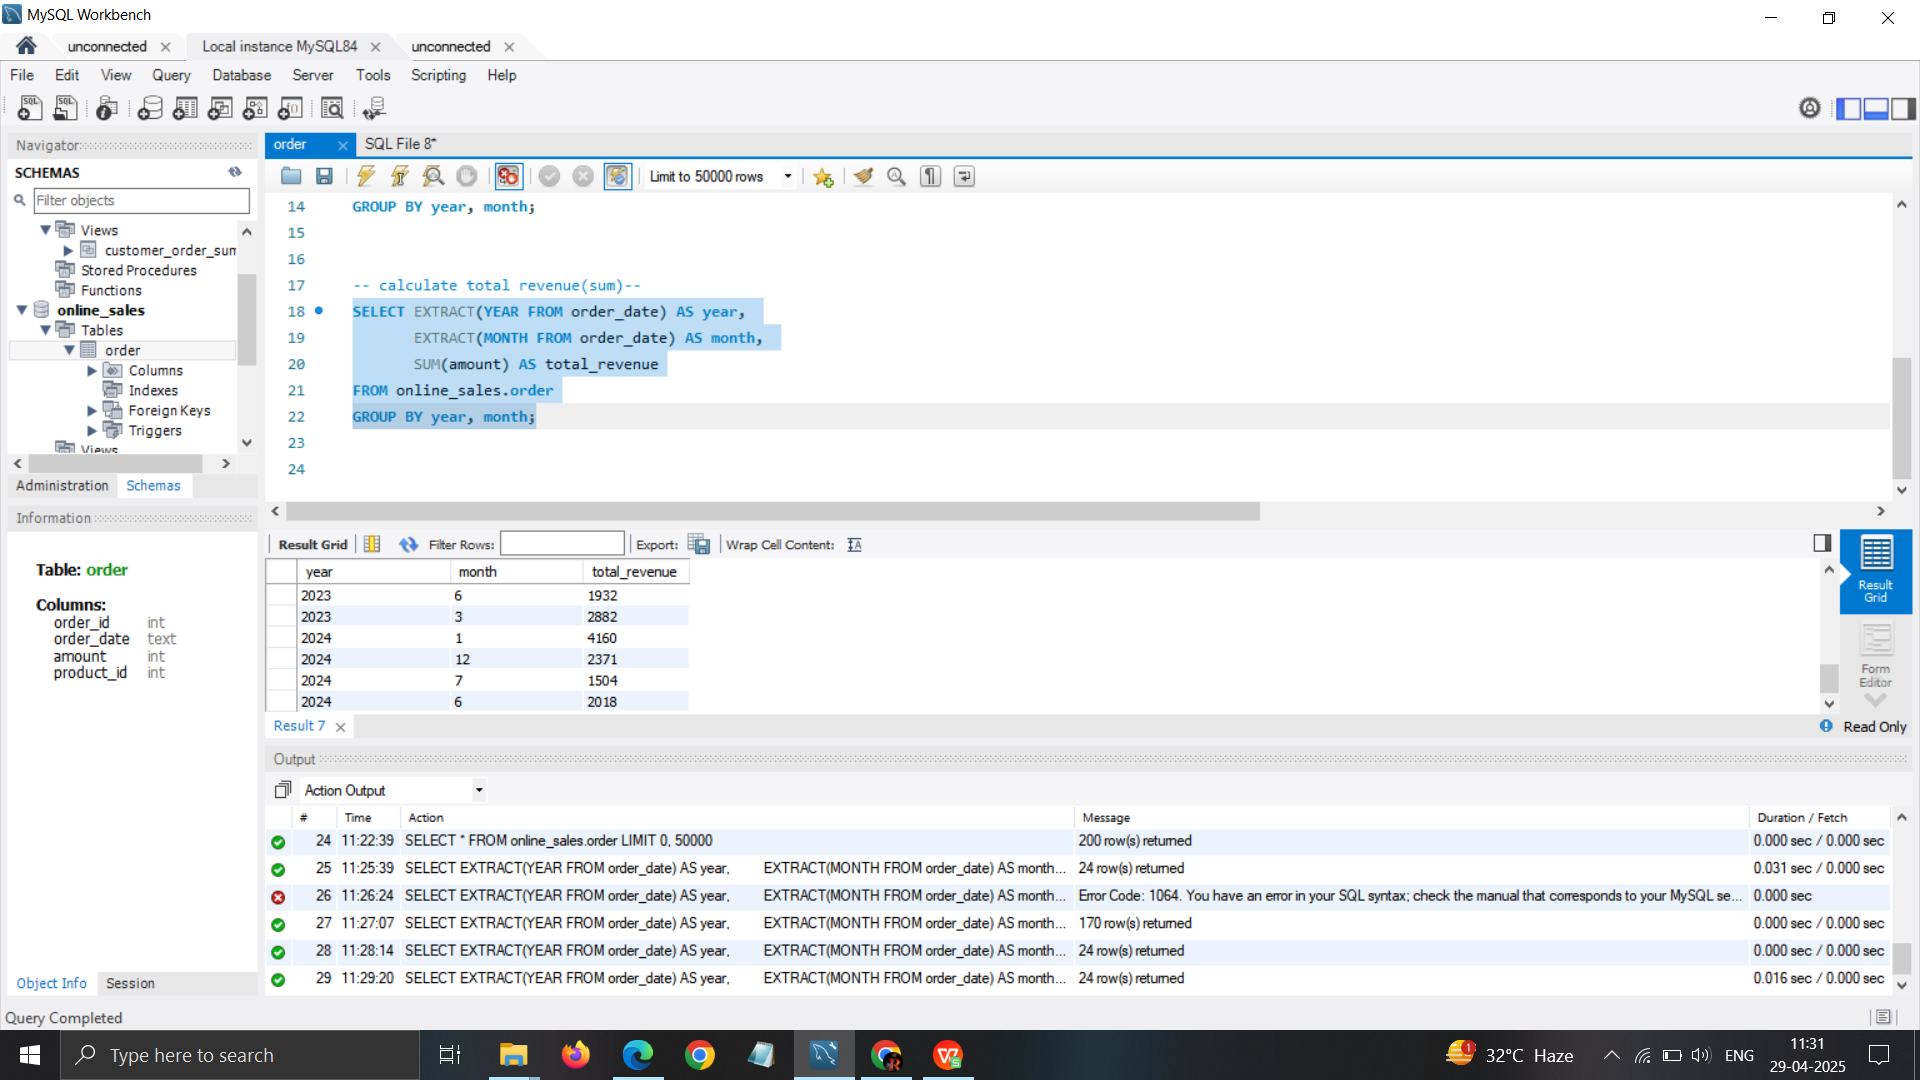 MySQL Workbench
unconnected
Local instance MySQL84
unconnected
File Edit View Query Database Server Tools Scripting Help
Navigator
SCHEMAS
Filter objects
Views
customer_order_sum
Stored Procedures
Functions
online_sales
Tables
order
Columns
Indexes
Foreign Keys
Triggers
Views
Administration Schemas
Information
Table: order
Columns:
order_id int
order_date text
amount int
product_id int
Object Info Session
order
SQL File 8*
Limit to 50000 rows
14 GROUP BY year, month;
15
16
17 -- calculate total revenue(sum)--
18 SELECT EXTRACT(YEAR FROM order_date) AS year,
19 EXTRACT(MONTH FROM order_date) AS month,
20 SUM(amount) AS total_revenue
21 FROM online_sales.order
22 GROUP BY year, month;
23
24
Result Grid Filter Rows: Export: Wrap Cell Content:
year month total_revenue
2023 6 1932
2023 3 2882
2024 1 4160
2024 12 2371
2024 7 1504
2024 6 2018
Result Grid
Form Editor
Result 7
Read Only
Output
Action Output
# Time Action Message Duration / Fetch
24 11:22:39 SELECT * FROM online_sales.order LIMIT 0, 50000 200 row(s) returned 0.000 sec / 0.000 sec
25 11:25:39 SELECT EXTRACT(YEAR FROM order_date) AS year, EXTRACT(MONTH FROM order_date) AS month... 24 row(s) returned 0.031 sec / 0.000 sec
26 11:26:24 SELECT EXTRACT(YEAR FROM order_date) AS year, EXTRACT(MONTH FROM order_date) AS month... Error Code: 1064. You have an error in your SQL syntax; check the manual that corresponds to your MySQL se... 0.000 sec
27 11:27:07 SELECT EXTRACT(YEAR FROM order_date) AS year, EXTRACT(MONTH FROM order_date) AS month... 170 row(s) returned 0.000 sec / 0.000 sec
28 11:28:14 SELECT EXTRACT(YEAR FROM order_date) AS year, EXTRACT(MONTH FROM order_date) AS month... 24 row(s) returned 0.000 sec / 0.000 sec
29 11:29:20 SELECT EXTRACT(YEAR FROM order_date) AS year, EXTRACT(MONTH FROM order_date) AS month... 24 row(s) returned 0.016 sec / 0.000 sec
Query Completed
Type here to search
1
32°C Haze
ENG
11:31
29-04-2025